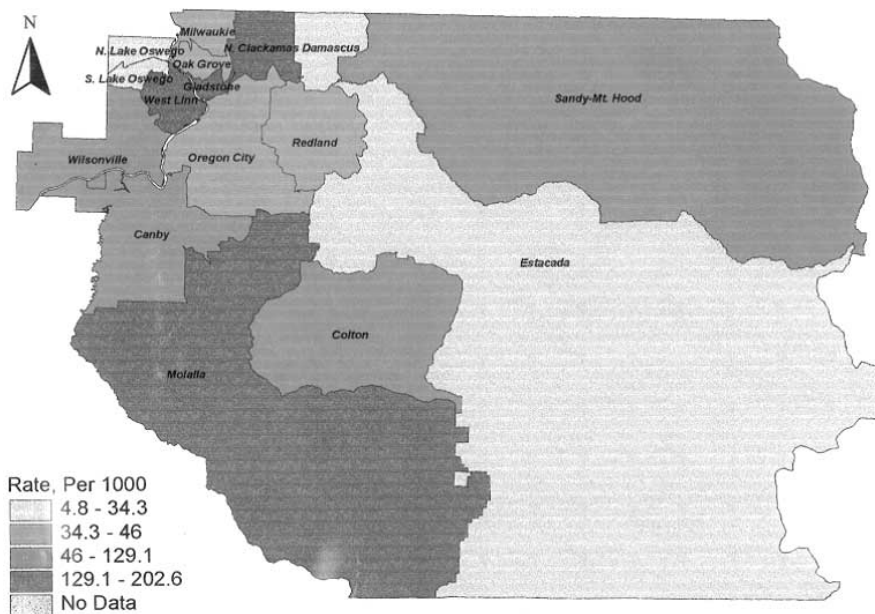 N
Milwaukie
N. Lake Oswego
N. Clackamas
Damascus
Oak Grove
S. Lake Oswego
Gladstone
West Linn
Sandy-Mt. Hood
Wilsonville
Oregon City
Redland
Canby
Estacada
Colton
Molalla
Rate, Per 1000
4.8 - 34.3
34.3 - 46
46 - 129.1
129.1 - 202.6
No Data